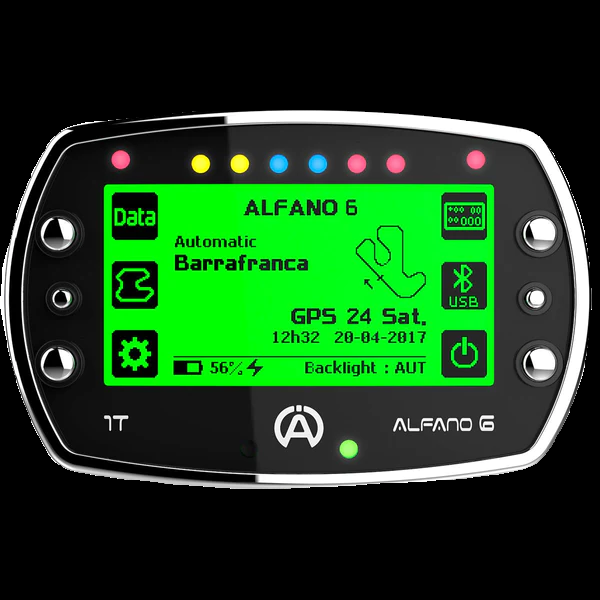 ALFANO 6
Data
Automatic
Barrafranca
USB
GPS 24 Sat.
12h32 20-04-2017
56% Backlight : AUT
1T
ALFANO 6